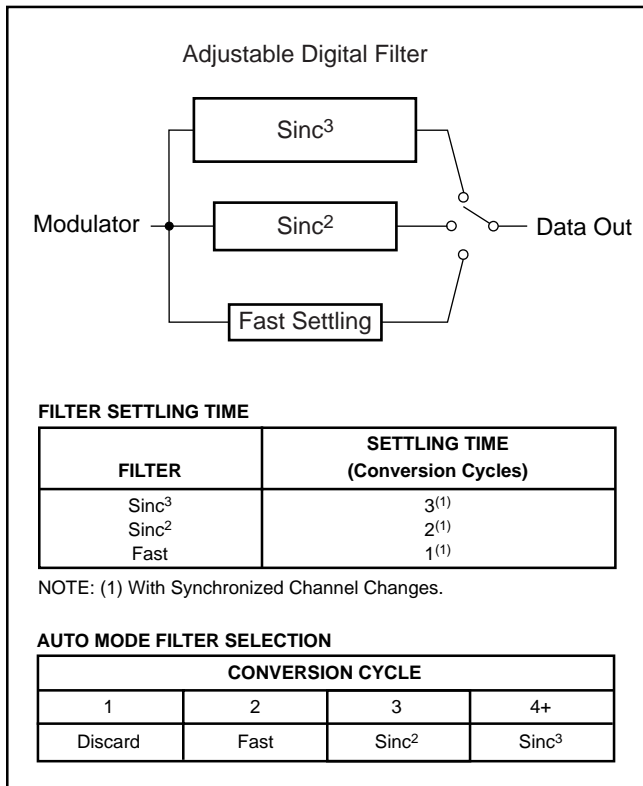 Adjustable Digital Filter
Sinc³
Modulator
Sinc²
Data Out
Fast Settling
FILTER SETTLING TIME
FILTER
SETTLING TIME
(Conversion Cycles)
Sinc³ 3⁽¹⁾
Sinc² 2⁽¹⁾
Fast 1⁽¹⁾
NOTE: (1) With Synchronized Channel Changes.
AUTO MODE FILTER SELECTION
CONVERSION CYCLE
1 2 3 4+
Discard Fast Sinc² Sinc³